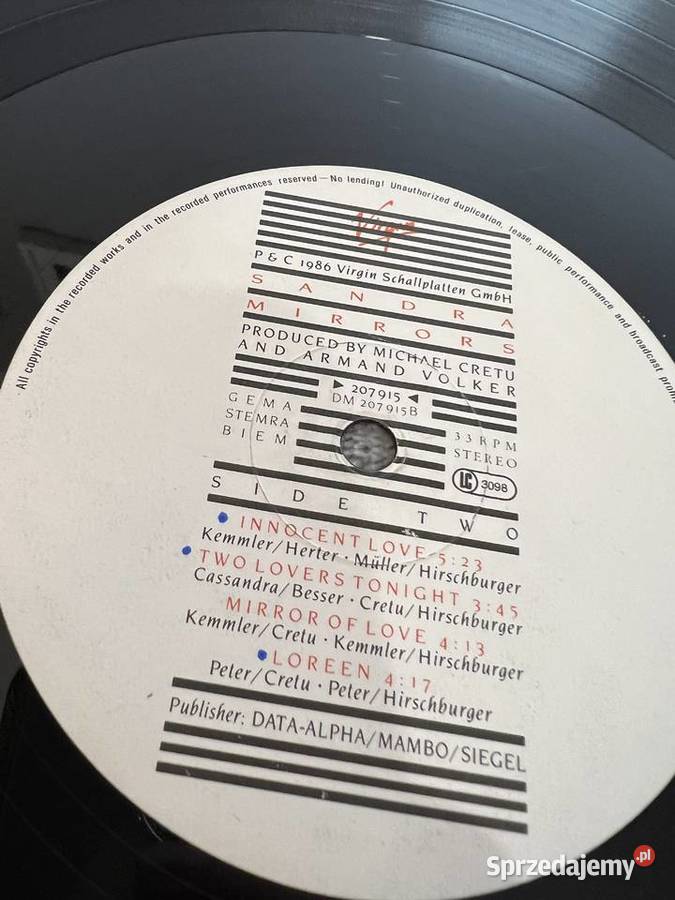 All copyrights in the recorded works and in the recorded performances reserved — No lending! Unauthorized duplication, lease, public performance and broadcast
Virgin
P & C 1986 Virgin Schallplatten GmbH
SANDRA
MIRRORS
PRODUCED BY MICHAEL CRETU
AND ARMAND VOLKER
▶ 207915 ◀
DM 207915B
GEMA
STEMRA
BIEM
33 RPM
STEREO
LC 3098
SIDE TWO
INNOCENT LOVE 5:23
Kemmler/Herter · Müller/Hirschburger
TWO LOVERS TONIGHT 3:45
Cassandra/Besser · Cretu/Hirschburger
MIRROR OF LOVE 4:13
Kemmler/Cretu · Kemmler/Hirschburger
LOREEN 4:17
Peter/Cretu · Peter/Hirschburger
Publisher: DATA-ALPHA/MAMBO/SIEGEL
Sprzedajemy.pl